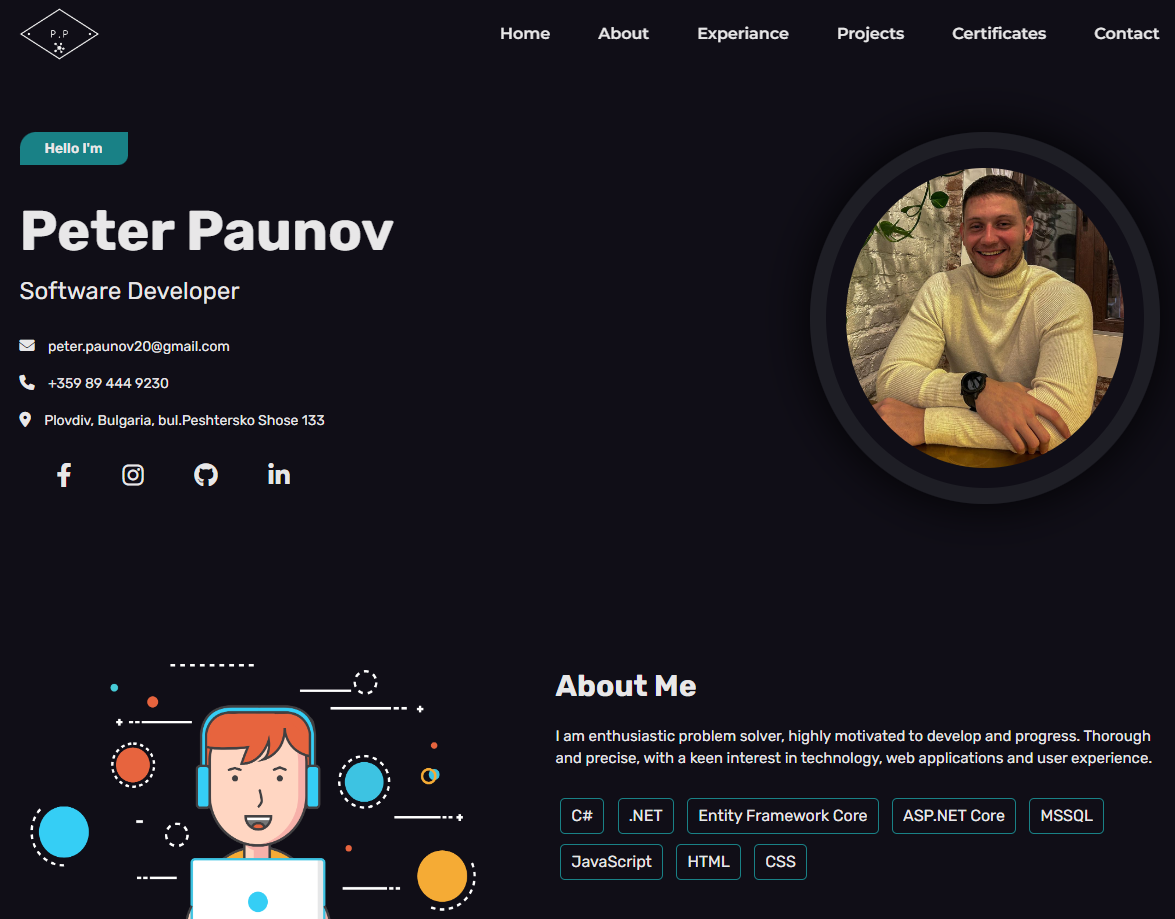 P.P
Home About Experiance Projects Certificates Contact
Hello I'm
Peter Paunov
Software Developer
peter.paunov20@gmail.com
+359 89 444 9230
Plovdiv, Bulgaria, bul.Peshtersko Shose 133
About Me
I am enthusiastic problem solver, highly motivated to develop and progress. Thorough
and precise, with a keen interest in technology, web applications and user experience.
C# .NET Entity Framework Core ASP.NET Core MSSQL
JavaScript HTML CSS